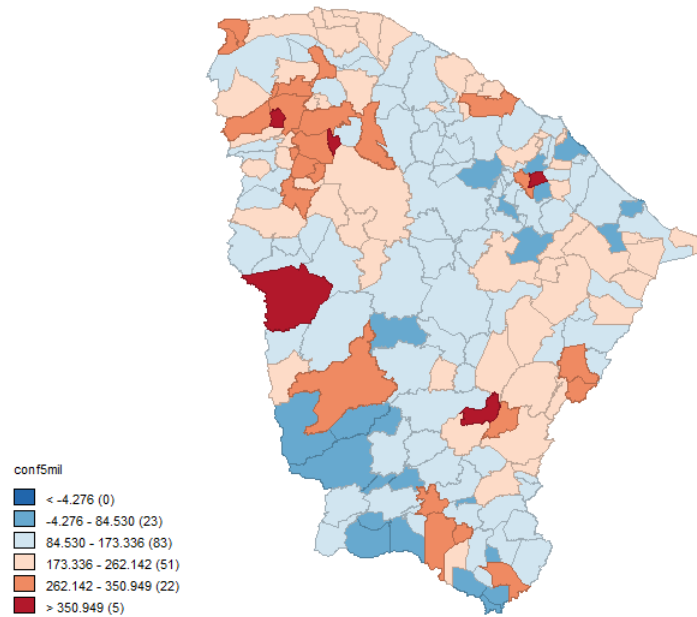 conf5mil
< -4.276 (0)
-4.276 - 84.530 (23)
84.530 - 173.336 (83)
173.336 - 262.142 (51)
262.142 - 350.949 (22)
> 350.949 (5)